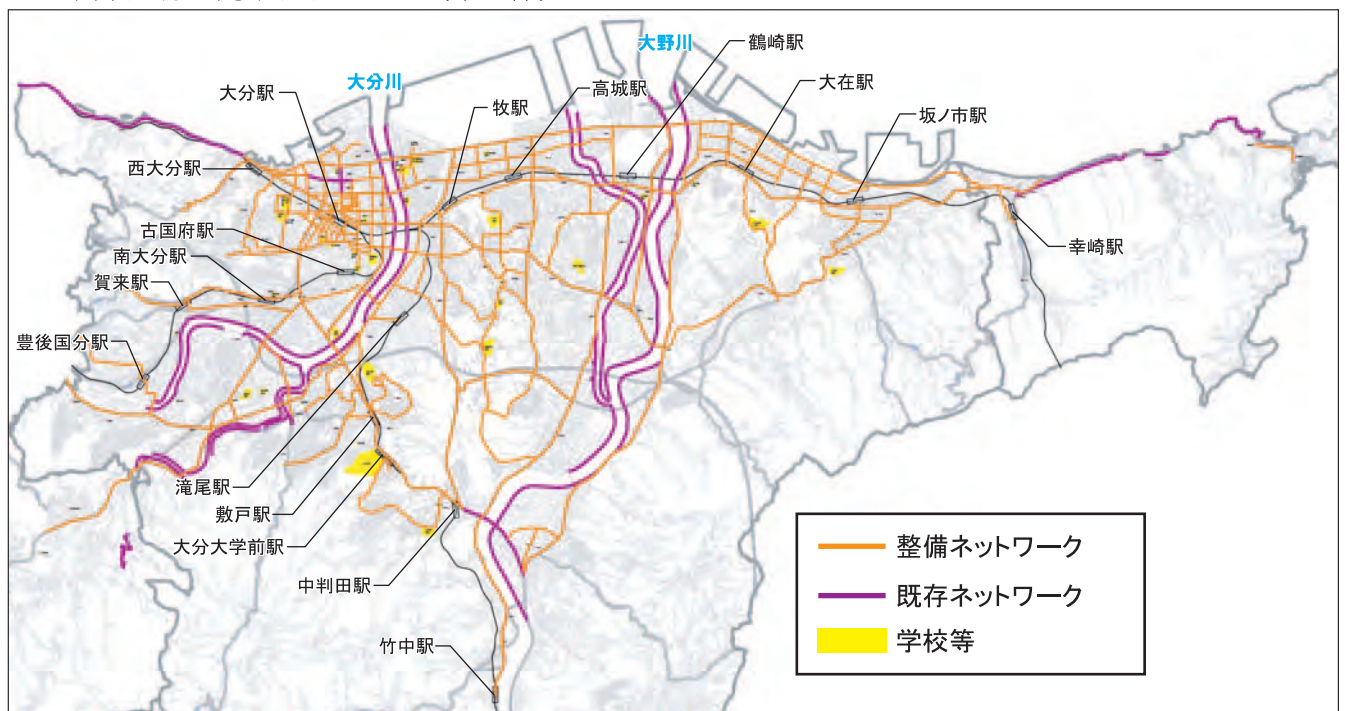 大野川
鶴崎駅
大分川
大分駅
高城駅
大在駅
牧駅
坂ノ市駅
西大分駅
古国府駅
南大分駅
賀来駅
幸崎駅
豊後国分駅
滝尾駅
敷戸駅
大分大学前駅
中判田駅
竹中駅
整備ネットワーク
既存ネットワーク
学校等